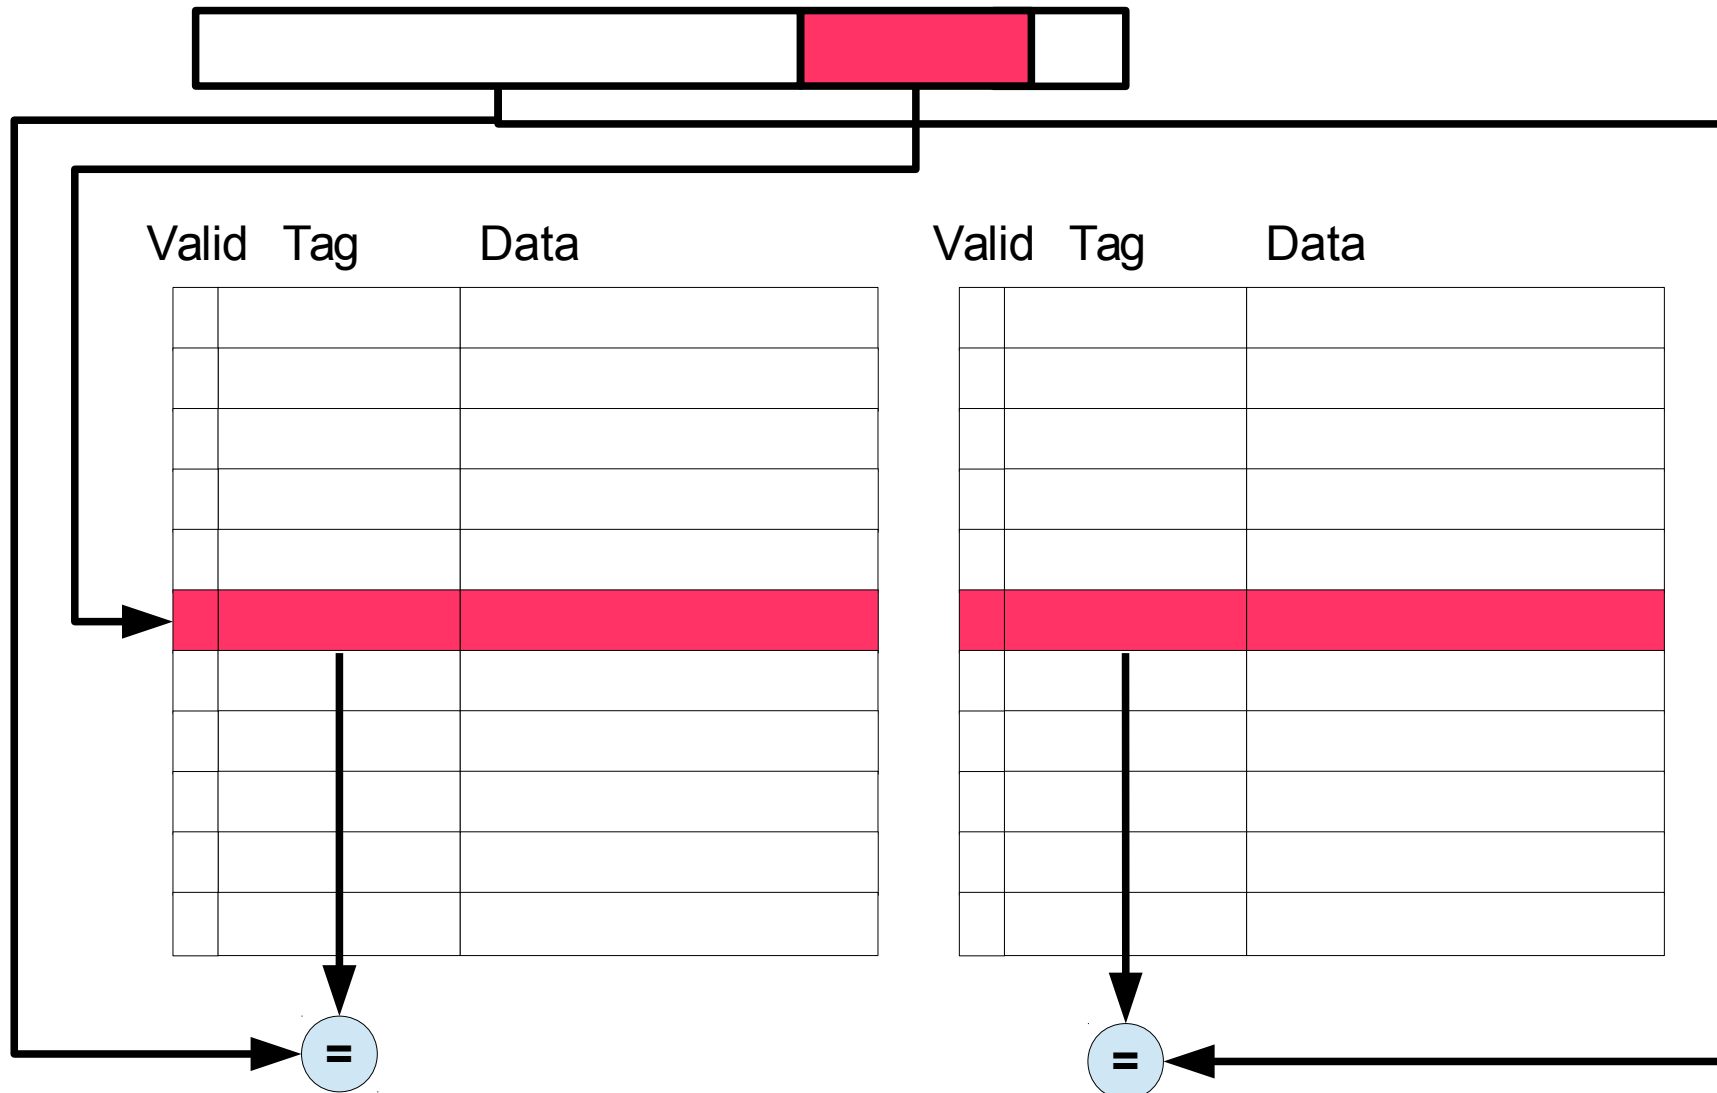 Valid Tag Data Valid Tag Data
= =